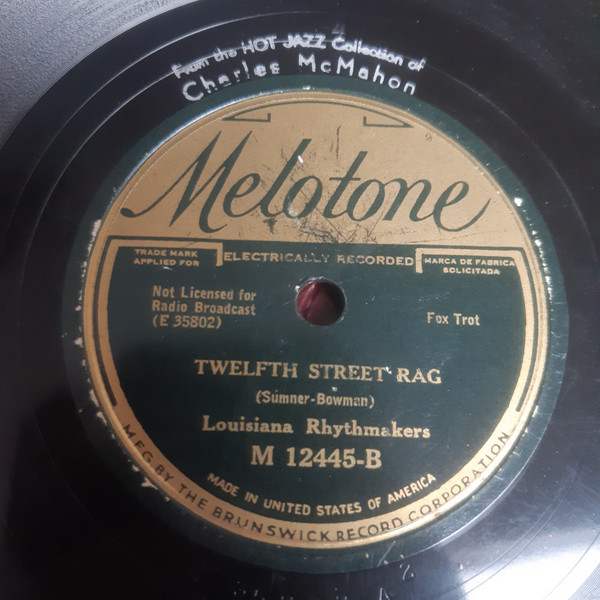 From the HOT JAZZ Collection of
Charles McMahon
Melotone
TRADE MARK
APPLIED FOR
ELECTRICALLY RECORDED
MARCA DE FABRICA
SOLICITADA
Not Licensed for
Radio Broadcast
(E 35802)
Fox Trot
TWELFTH STREET RAG
(Sumner-Bowman)
Louisiana Rhythmakers
M 12445-B
MADE IN UNITED STATES OF AMERICA
MFG. BY THE BRUNSWICK RECORD CORPORATION